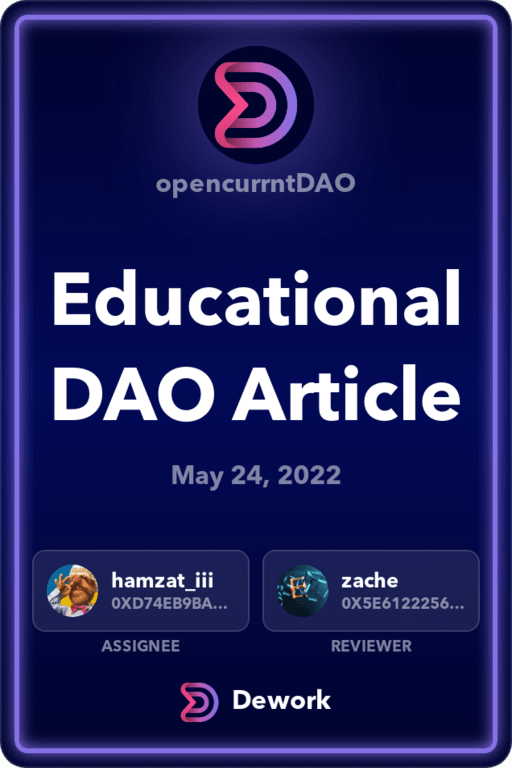 opencurrntDAO
Educational
DAO Article
May 24, 2022
hamzat_iii
0XD74EB9BA...
ASSIGNEE
zache
0X5E6122256...
REVIEWER
Dework